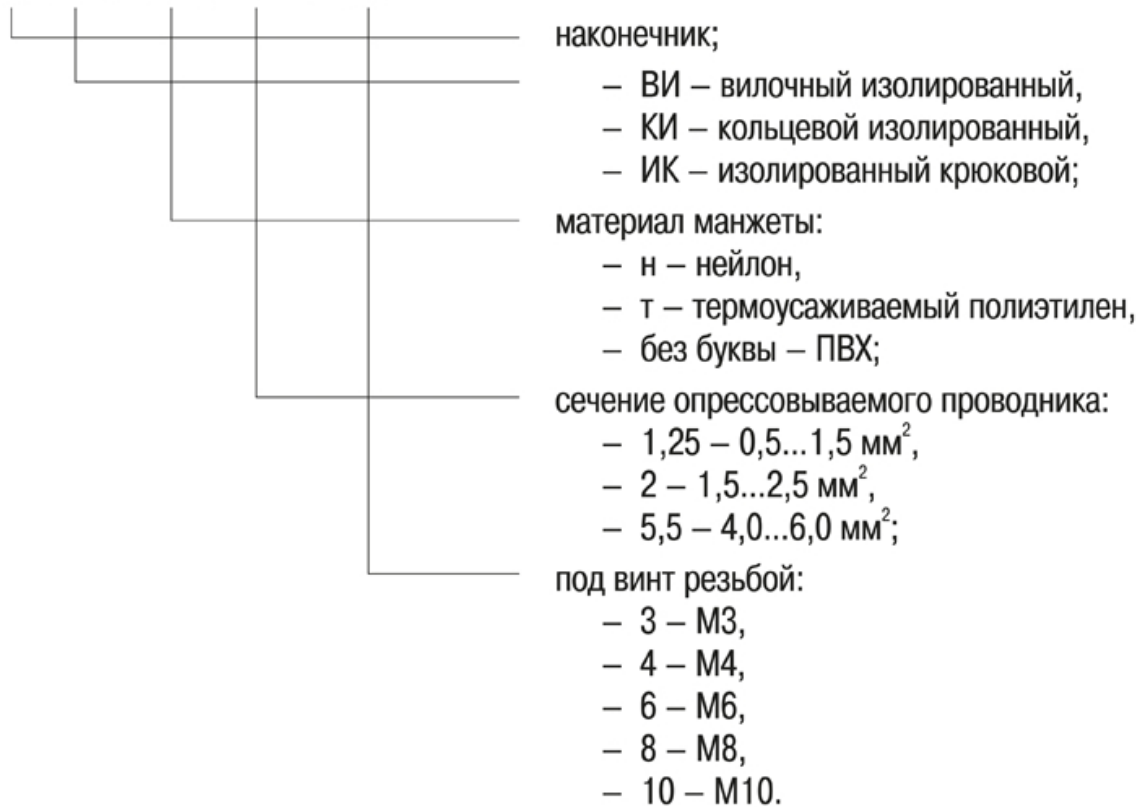 наконечник;
– ВИ – вилочный изолированный,
– КИ – кольцевой изолированный,
– ИК – изолированный крюковой;
материал манжеты:
– н – нейлон,
– т – термоусаживаемый полиэтилен,
– без буквы – ПВХ;
сечение опрессовываемого проводника:
– 1,25 – 0,5...1,5 мм²,
– 2 – 1,5...2,5 мм²,
– 5,5 – 4,0...6,0 мм²;
под винт резьбой:
– 3 – М3,
– 4 – М4,
– 6 – М6,
– 8 – М8,
– 10 – М10.